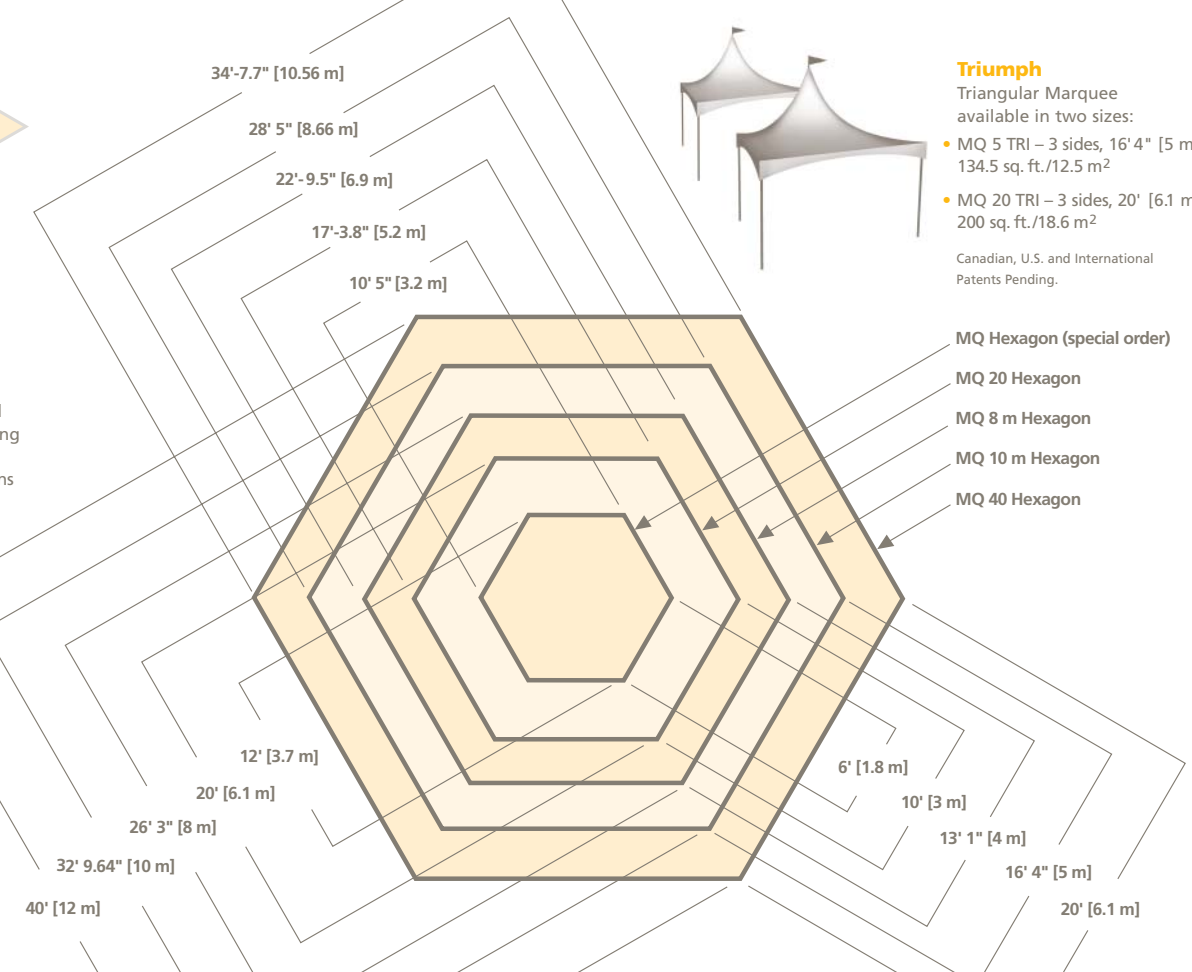 34'-7.7" [10.56 m]
28' 5" [8.66 m]
22'-9.5" [6.9 m]
17'-3.8" [5.2 m]
10' 5" [3.2 m]
Triumph
Triangular Marquee
available in two sizes:
• MQ 5 TRI – 3 sides, 16' 4" [5 m
134.5 sq. ft./12.5 m²
• MQ 20 TRI – 3 sides, 20' [6.1 m
200 sq. ft./18.6 m²
Canadian, U.S. and International
Patents Pending.
MQ Hexagon (special order)
MQ 20 Hexagon
MQ 8 m Hexagon
MQ 10 m Hexagon
MQ 40 Hexagon
12' [3.7 m]
20' [6.1 m]
26' 3" [8 m]
32' 9.64" [10 m]
40' [12 m]
6' [1.8 m]
10' [3 m]
13' 1" [4 m]
16' 4" [5 m]
20' [6.1 m]